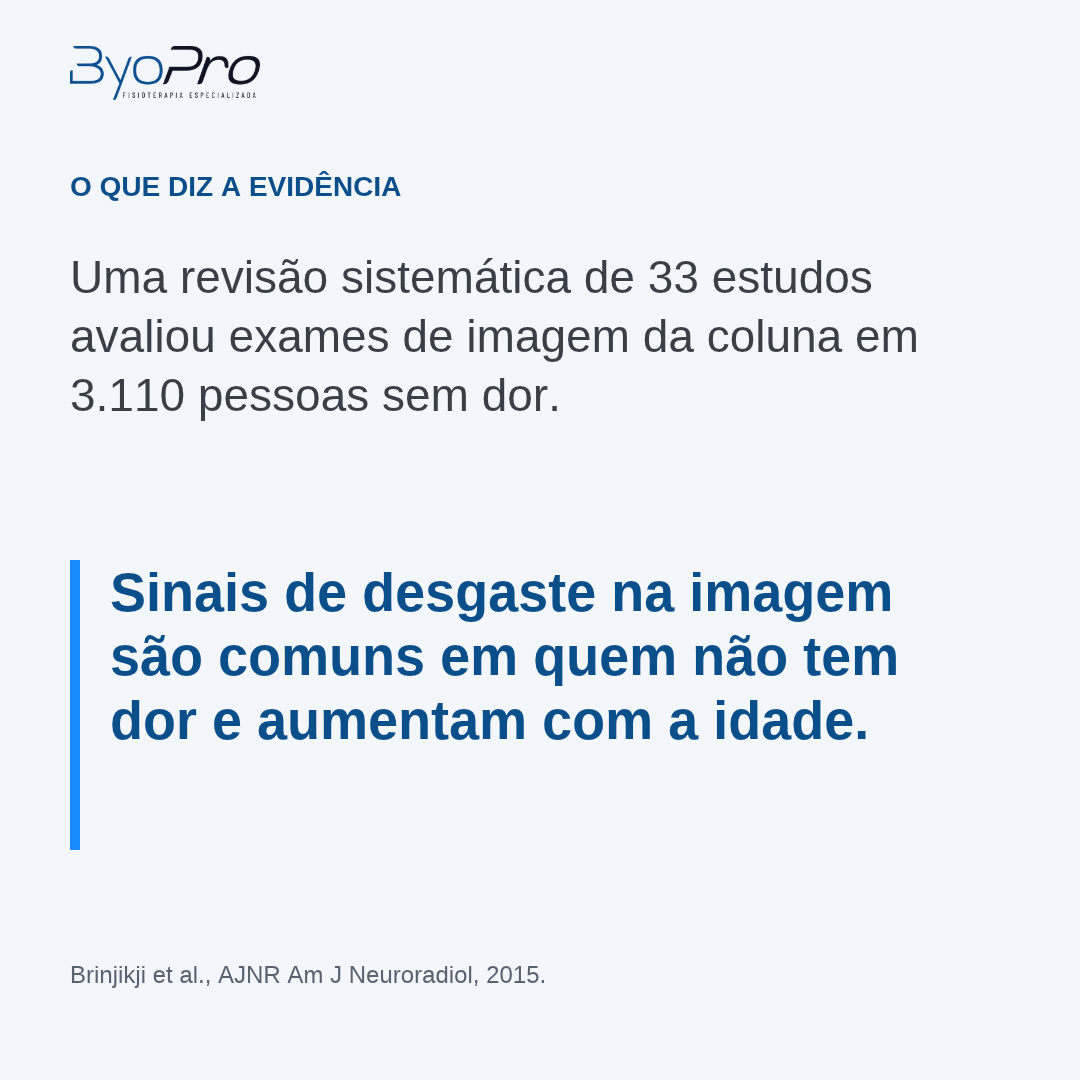 ByoPro
FISIOTERAPIA ESPECIALIZADA
O QUE DIZ A EVIDÊNCIA
Uma revisão sistemática de 33 estudos
avaliou exames de imagem da coluna em
3.110 pessoas sem dor.
Sinais de desgaste na imagem
são comuns em quem não tem
dor e aumentam com a idade.
Brinjikji et al., AJNR Am J Neuroradiol, 2015.